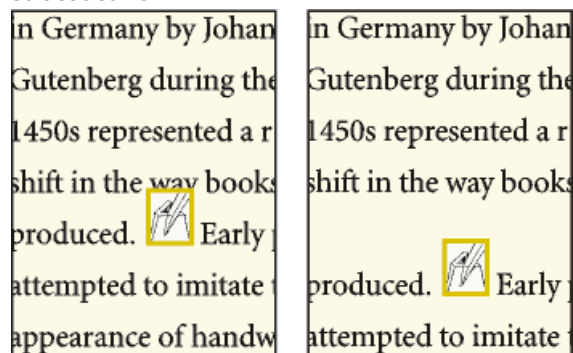 in Germany by Johan
Gutenberg during the
1450s represented a r
shift in the way books
produced. Early
attempted to imitate
appearance of handw
in Germany by Johan
Gutenberg during the
1450s represented a r
shift in the way books
produced. Early
attempted to imitate